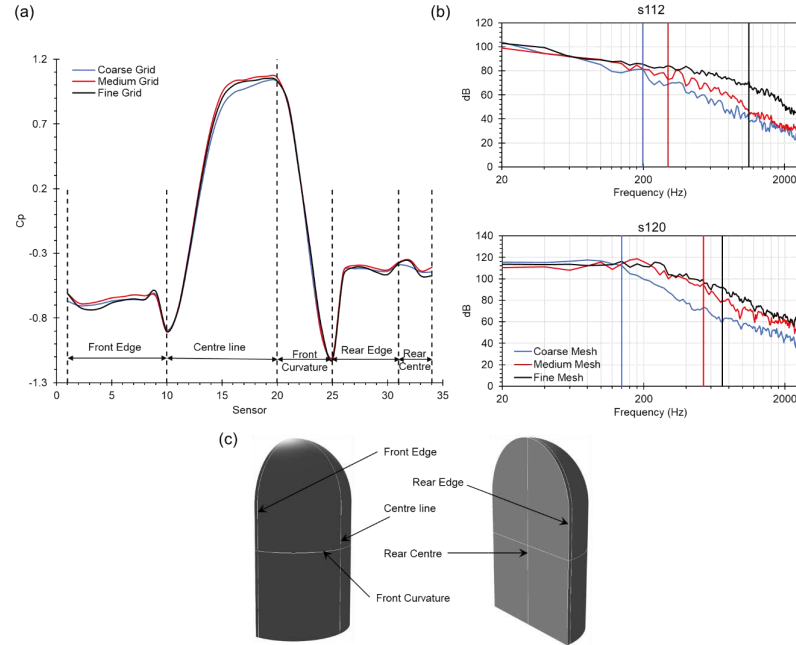 (a)
1.2
0.7
0.2
-0.3
-0.8
-1.3
Cp
Coarse Grid
Medium Grid
Fine Grid
Front Edge
Centre line
Front
Curvature
Rear Edge
Rear
Centre
0 5 10 15 20 25 30 35
Sensor
(b)
s112
120
100
80
60
40
20
0
dB
20 200 2000
Frequency (Hz)
s120
140
120
100
80
60
40
20
0
dB
Coarse Mesh
Medium Mesh
Fine Mesh
20 200 2000
Frequency (Hz)
(c)
Front Edge
Centre line
Front Curvature
Rear Edge
Rear Centre